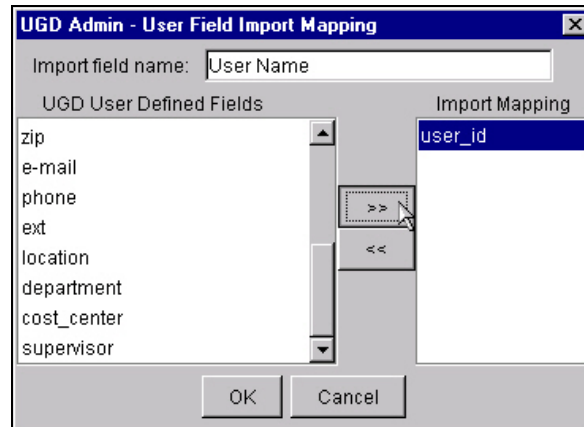 UGD Admin - User Field Import Mapping
Import field name: User Name
UGD User Defined Fields
zip
e-mail
phone
ext
location
department
cost_center
supervisor
>>
<<
Import Mapping
user_id
OK Cancel